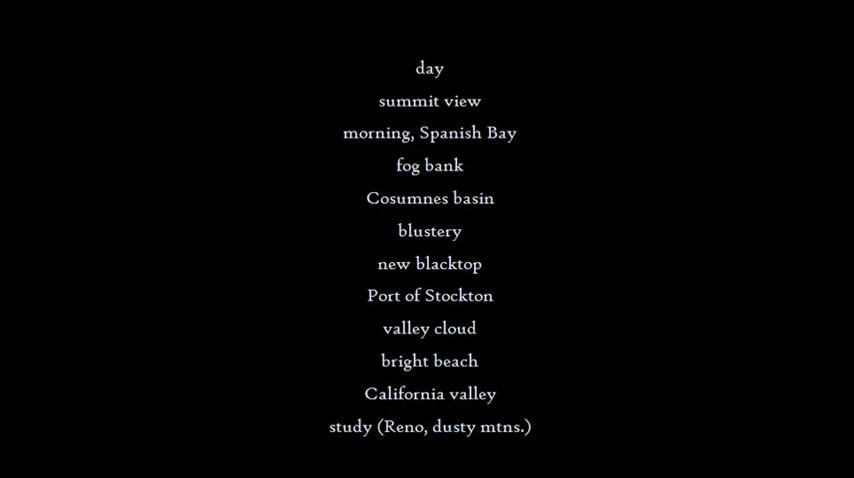 day
summit view
morning, Spanish Bay
fog bank
Cosumnes basin
blustery
new blacktop
Port of Stockton
valley cloud
bright beach
California valley
study (Reno, dusty mtns.)